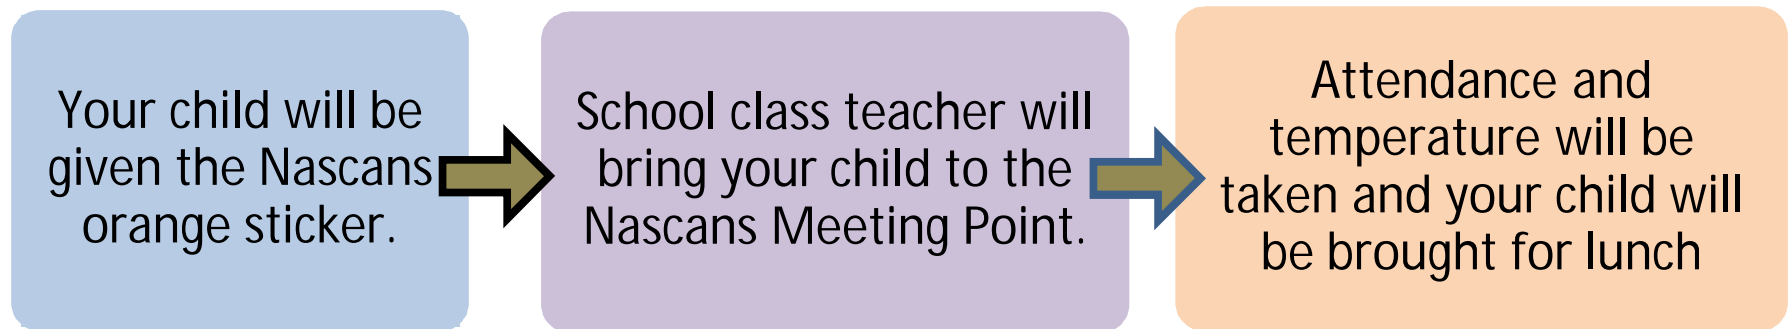 Your child will be
given the Nascans
orange sticker.
School class teacher will
bring your child to the
Nascans Meeting Point.
Attendance and
temperature will be
taken and your child will
be brought for lunch